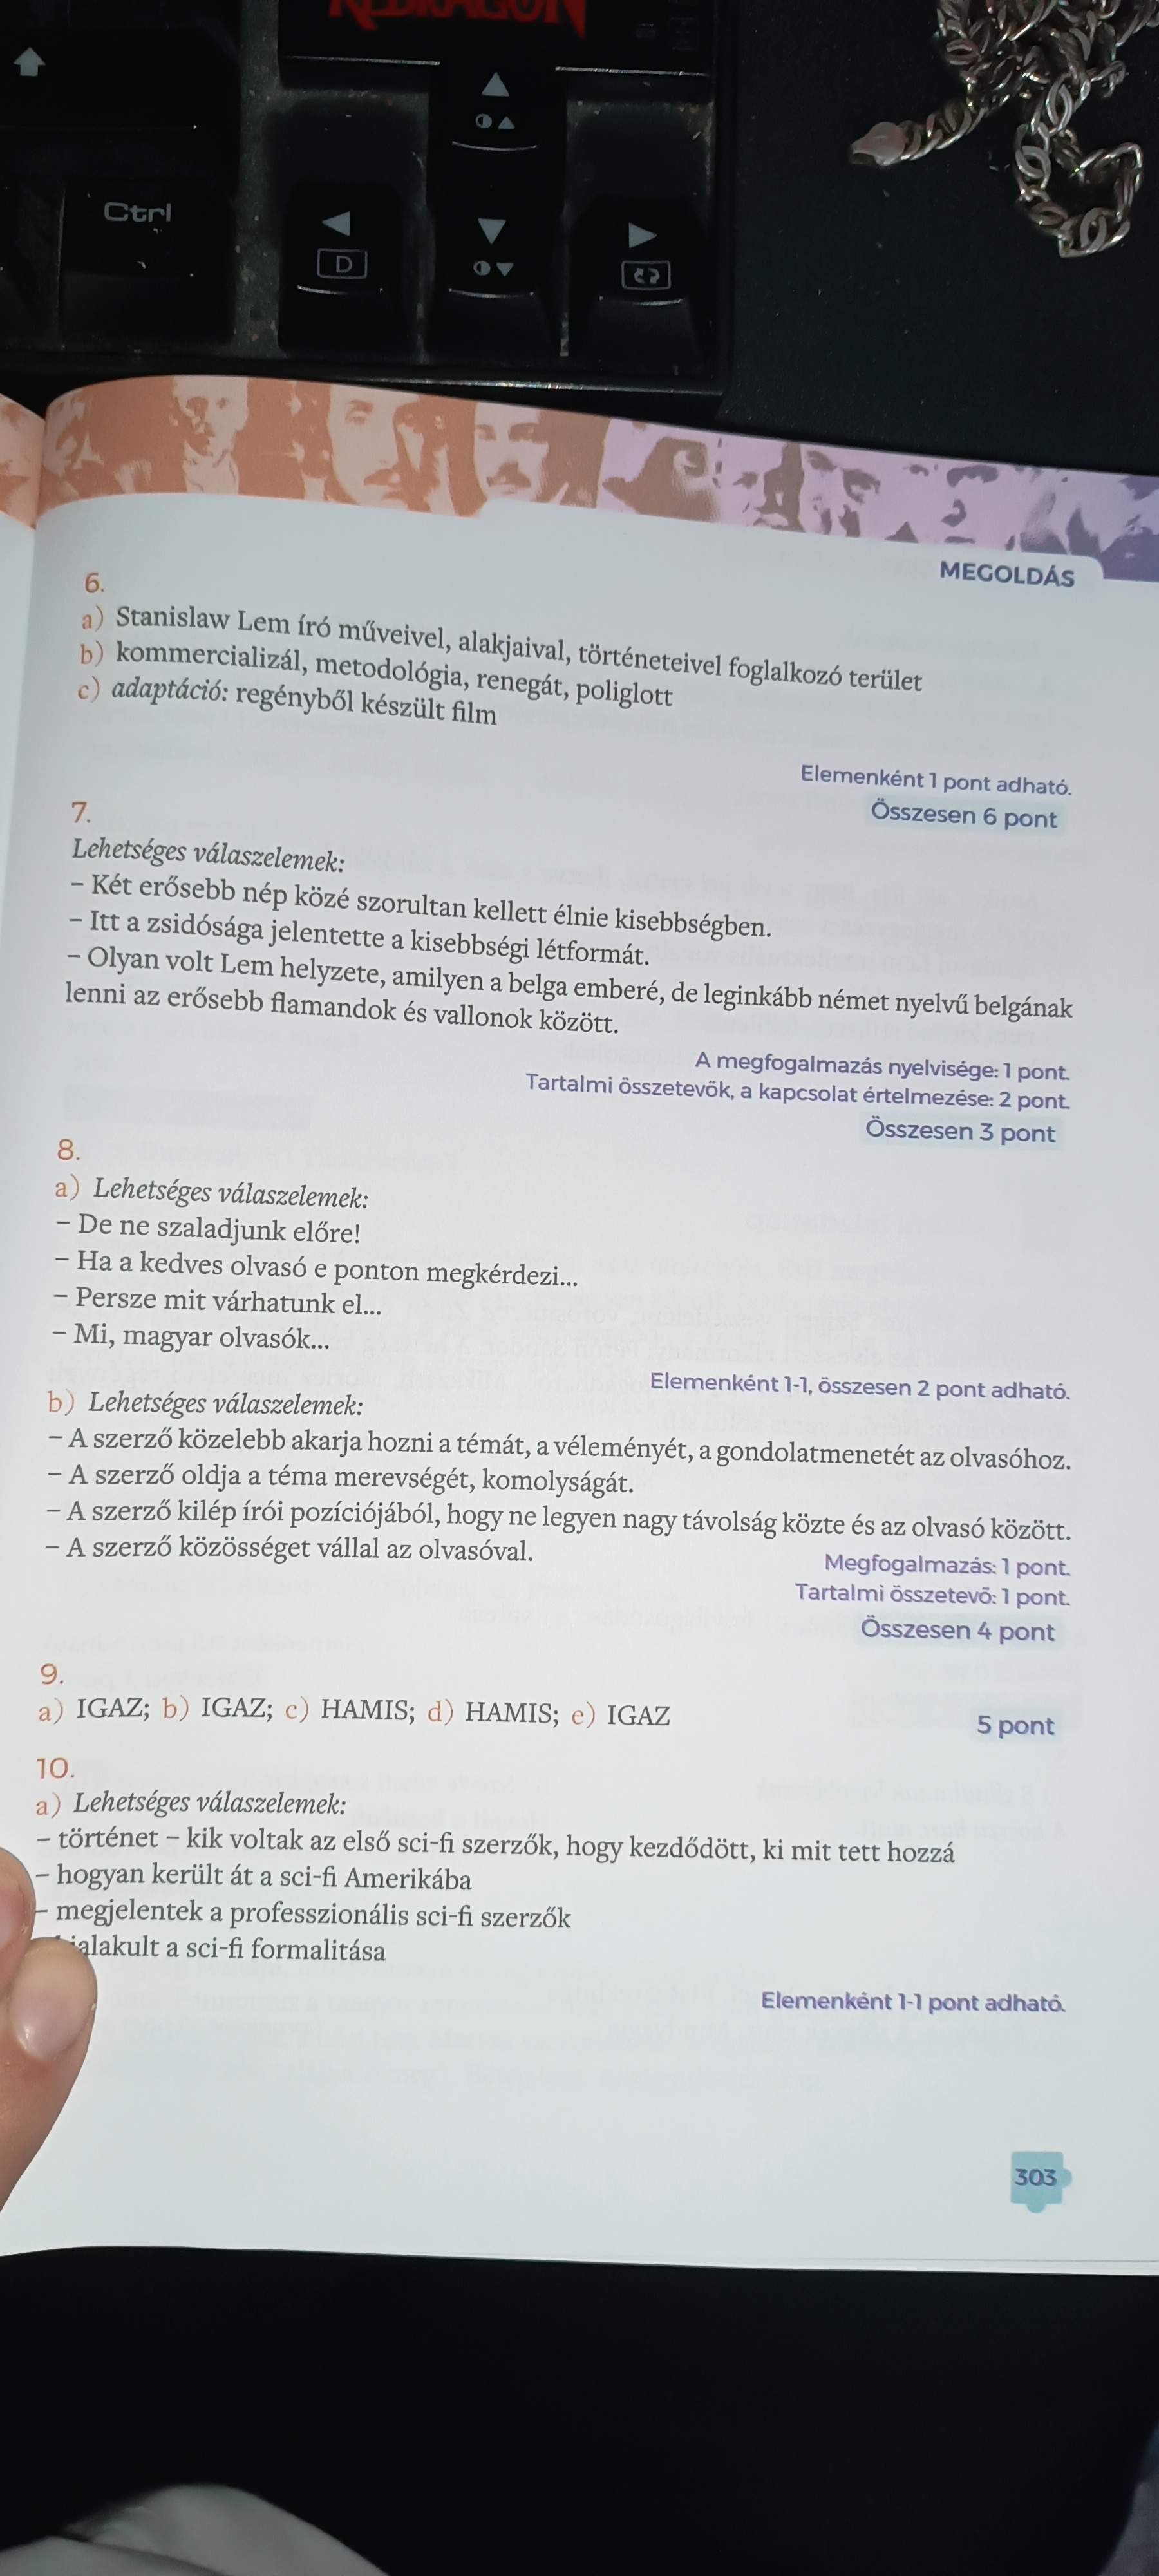 REDRAGON
Ctrl
D
MEGOLDÁS
6.
a) Stanislaw Lem író műveivel, alakjaival, történeteivel foglalkozó terület
b) kommercializál, metodológia, renegát, poliglott
c) adaptáció: regényből készült film
Elemenként 1 pont adható.
Összesen 6 pont
7.
Lehetséges válaszelemek:
– Két erősebb nép közé szorultan kellett élnie kisebbségben.
– Itt a zsidósága jelentette a kisebbségi létformát.
– Olyan volt Lem helyzete, amilyen a belga emberé, de leginkább német nyelvű belgának
lenni az erősebb flamandok és vallonok között.
A megfogalmazás nyelvisége: 1 pont.
Tartalmi összetevők, a kapcsolat értelmezése: 2 pont.
Összesen 3 pont
8.
a) Lehetséges válaszelemek:
– De ne szaladjunk előre!
– Ha a kedves olvasó e ponton megkérdezi...
– Persze mit várhatunk el...
– Mi, magyar olvasók...
Elemenként 1-1, összesen 2 pont adható.
b) Lehetséges válaszelemek:
– A szerző közelebb akarja hozni a témát, a véleményét, a gondolatmenetét az olvasóhoz.
– A szerző oldja a téma merevségét, komolyságát.
– A szerző kilép írói pozíciójából, hogy ne legyen nagy távolság közte és az olvasó között.
– A szerző közösséget vállal az olvasóval.
Megfogalmazás: 1 pont.
Tartalmi összetevő: 1 pont.
Összesen 4 pont
9.
a) IGAZ; b) IGAZ; c) HAMIS; d) HAMIS; e) IGAZ
5 pont
10.
a) Lehetséges válaszelemek:
– történet – kik voltak az első sci-fi szerzők, hogy kezdődött, ki mit tett hozzá
– hogyan került át a sci-fi Amerikába
– megjelentek a professzionális sci-fi szerzők
ialakult a sci-fi formalitása
Elemenként 1-1 pont adható.
303